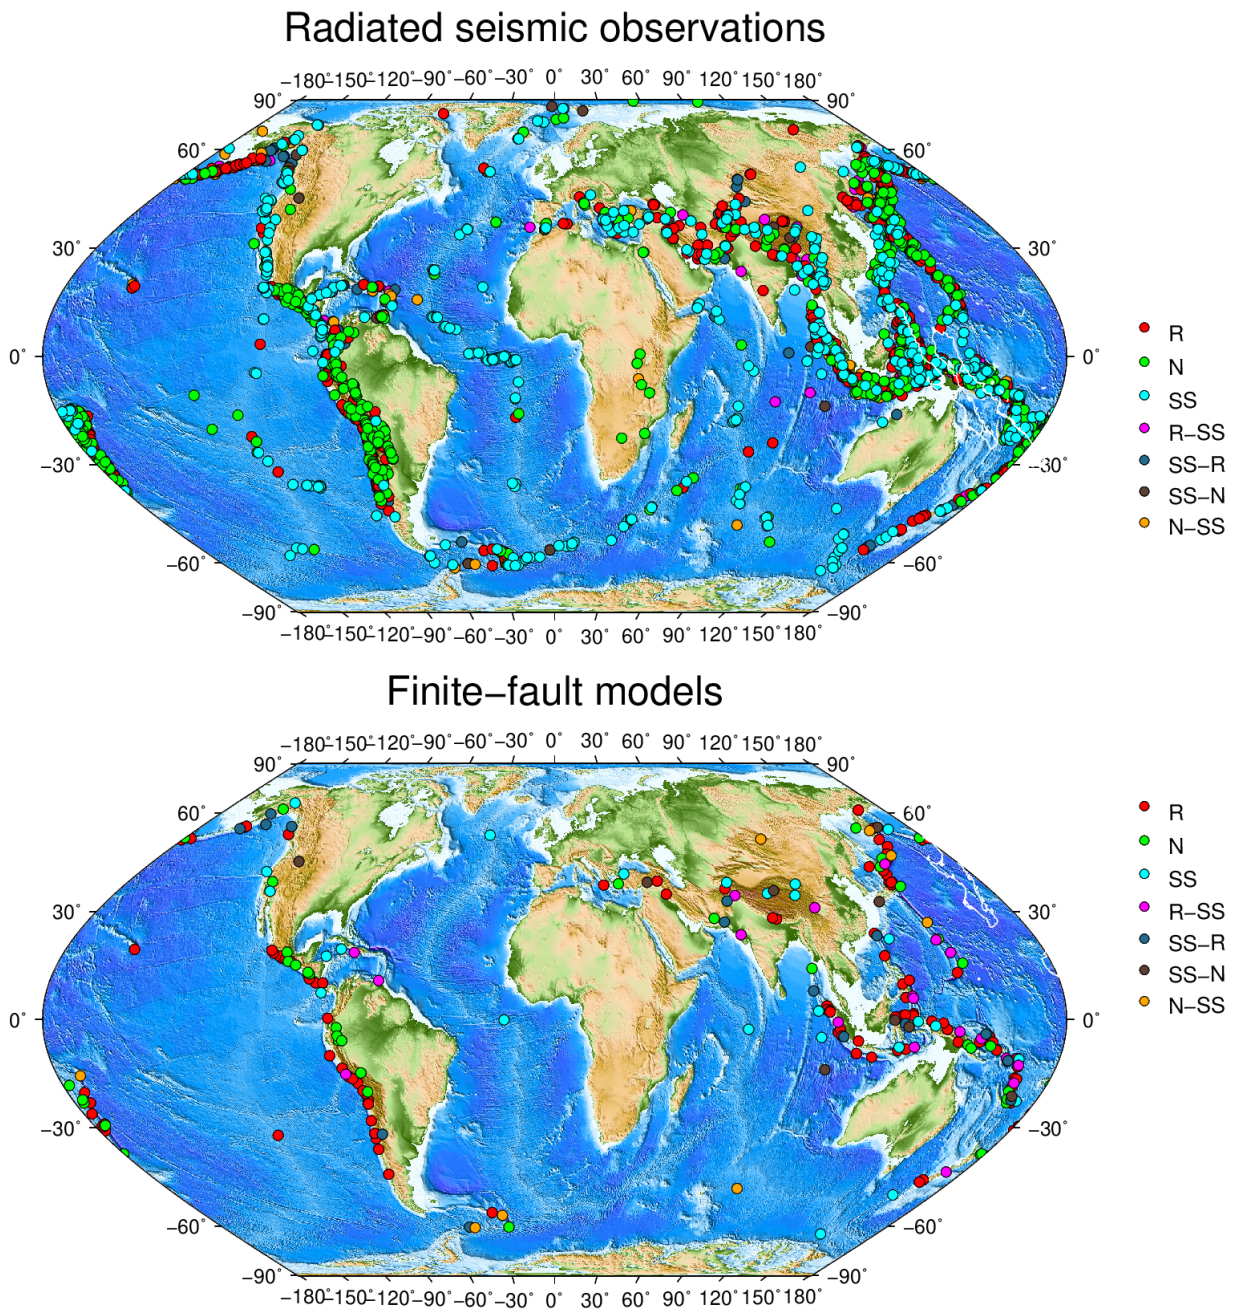 Radiated seismic observations
−180˚ −150˚ −120˚ −90˚ −60˚ −30˚ 0˚ 30˚ 60˚ 90˚ 120˚ 150˚ 180˚
90˚ 90˚
60˚ 60˚
30˚ 30˚
0˚ 0˚
−30˚ −30˚
−60˚ −60˚
−90˚ −90˚
−180˚ −150˚ −120˚ −90˚ −60˚ −30˚ 0˚ 30˚ 60˚ 90˚ 120˚ 150˚ 180˚
R
N
SS
R−SS
SS−R
SS−N
N−SS
Finite−fault models
−180˚ −150˚ −120˚ −90˚ −60˚ −30˚ 0˚ 30˚ 60˚ 90˚ 120˚ 150˚ 180˚
90˚ 90˚
60˚ 60˚
30˚ 30˚
0˚ 0˚
−30˚ −30˚
−60˚ −60˚
−90˚ −90˚
−180˚ −150˚ −120˚ −90˚ −60˚ −30˚ 0˚ 30˚ 60˚ 90˚ 120˚ 150˚ 180˚
R
N
SS
R−SS
SS−R
SS−N
N−SS